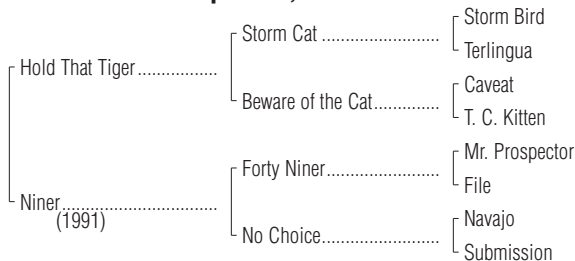 Storm Bird
Storm Cat
Terlingua
Hold That Tiger
Caveat
Beware of the Cat
T. C. Kitten
Mr. Prospector
Forty Niner
File
Niner
(1991)
Navajo
No Choice
Submission